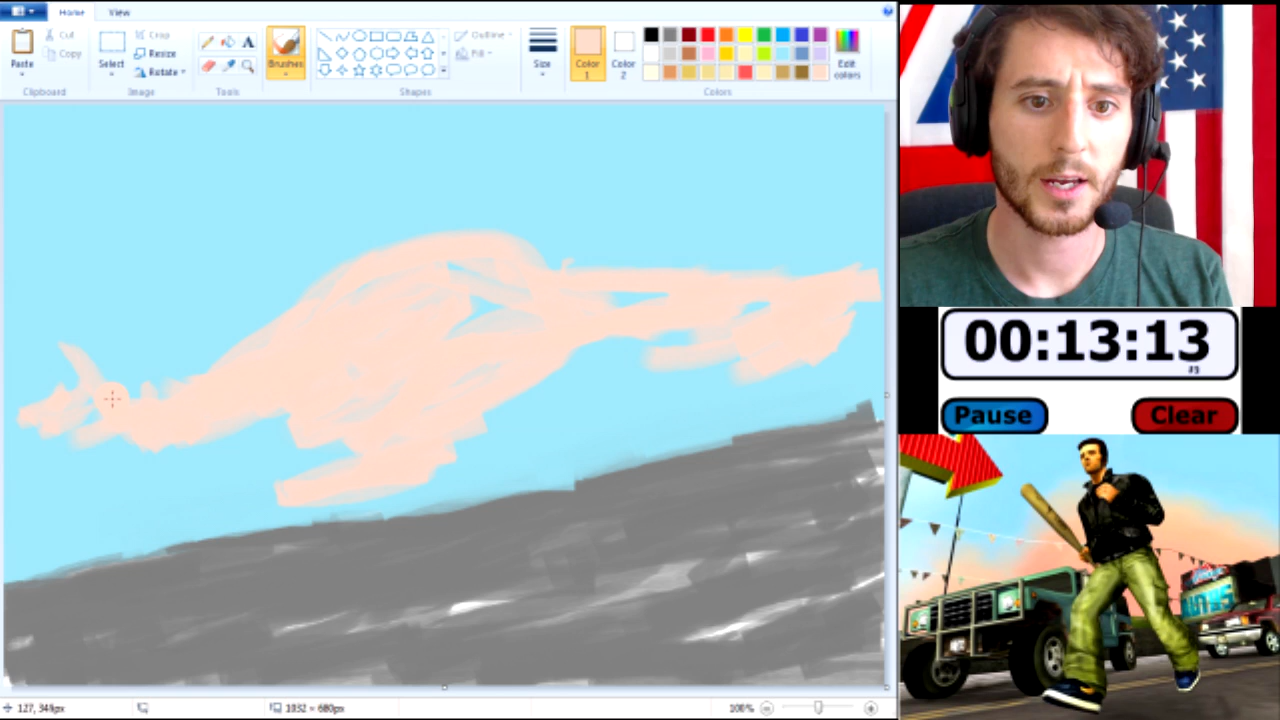 Home View
Paste
Cut
Copy
Clipboard
Select
Crop
Resize
Rotate
Image
A
Tools
Brushes
Outline
Fill
Shapes
Size
Color 1
Color 2
Edit colors
Colors
00:13:13
Pause Clear
127, 349px
1032 × 680px
100%